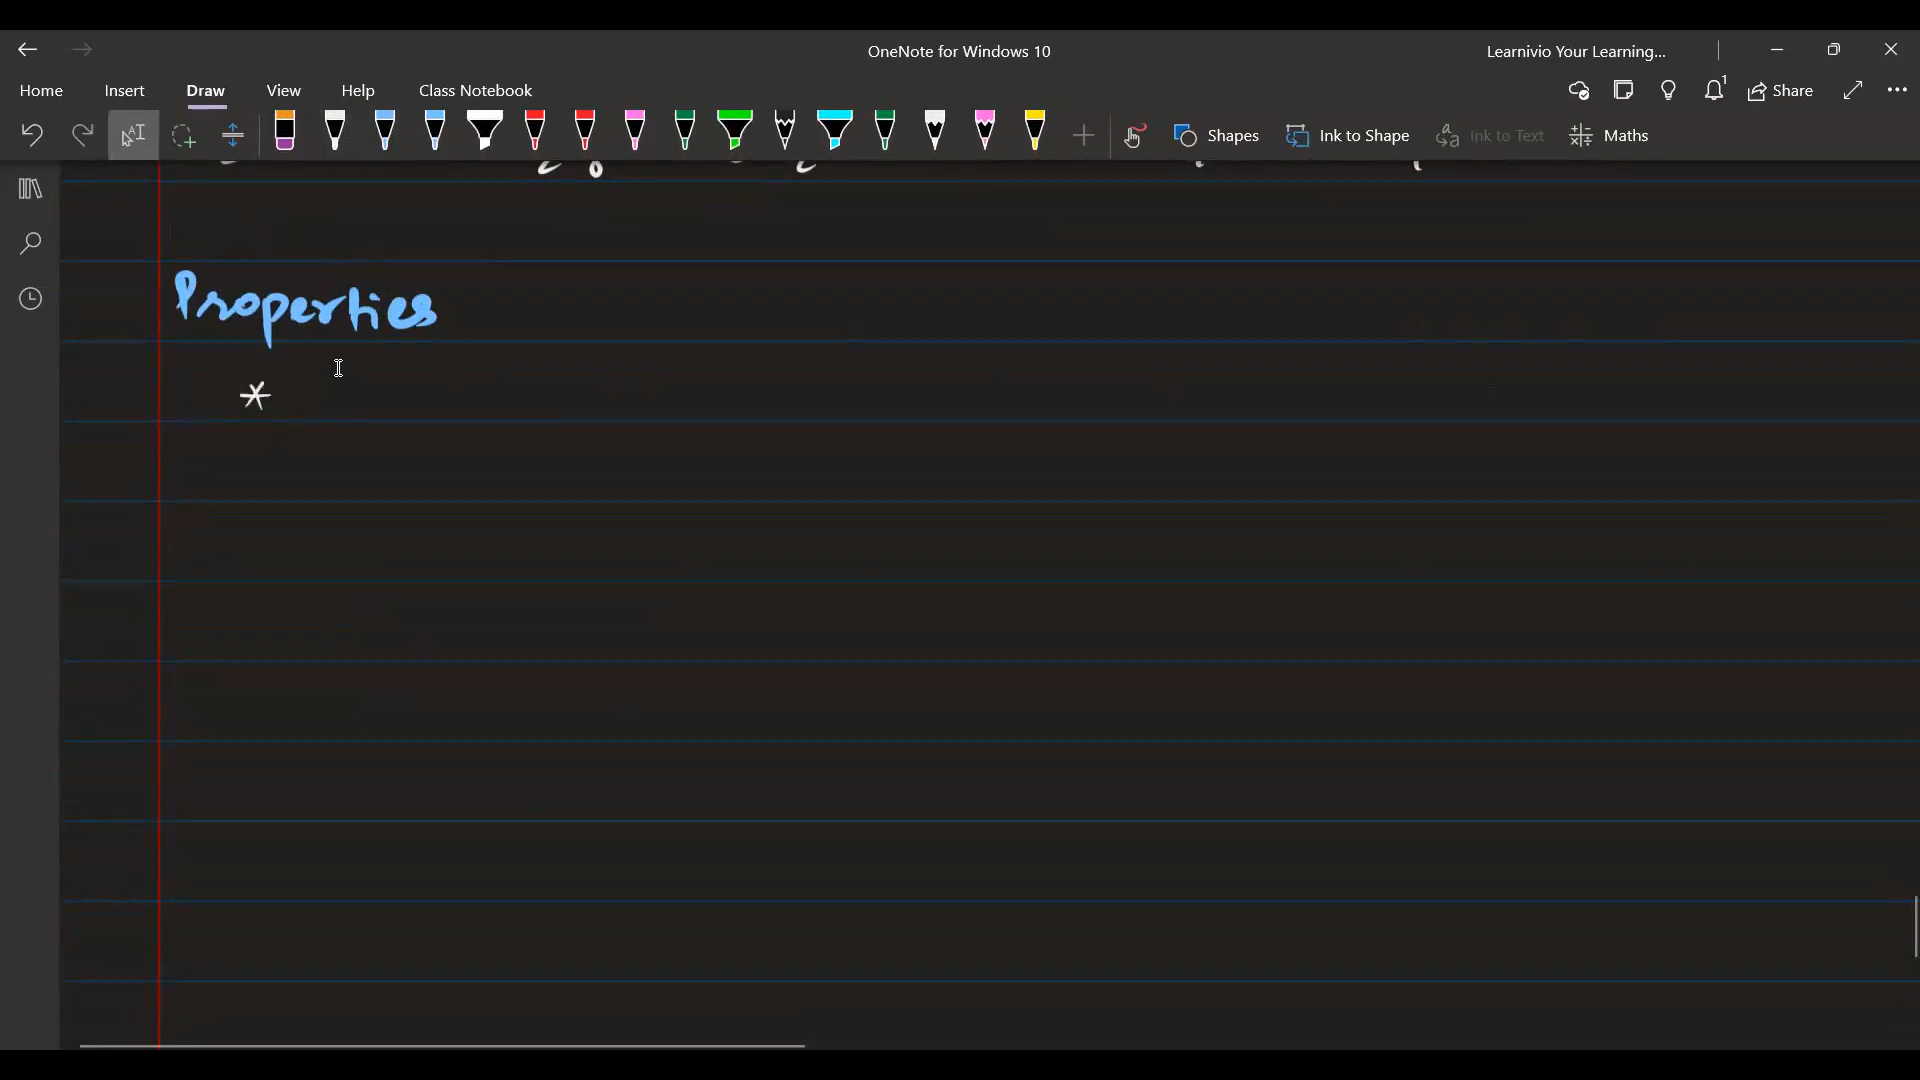 OneNote for Windows 10
Learnivio Your Learning...
Home Insert Draw View Help Class Notebook
1 Share
Shapes Ink to Shape Ink to Text Maths
Properties
*